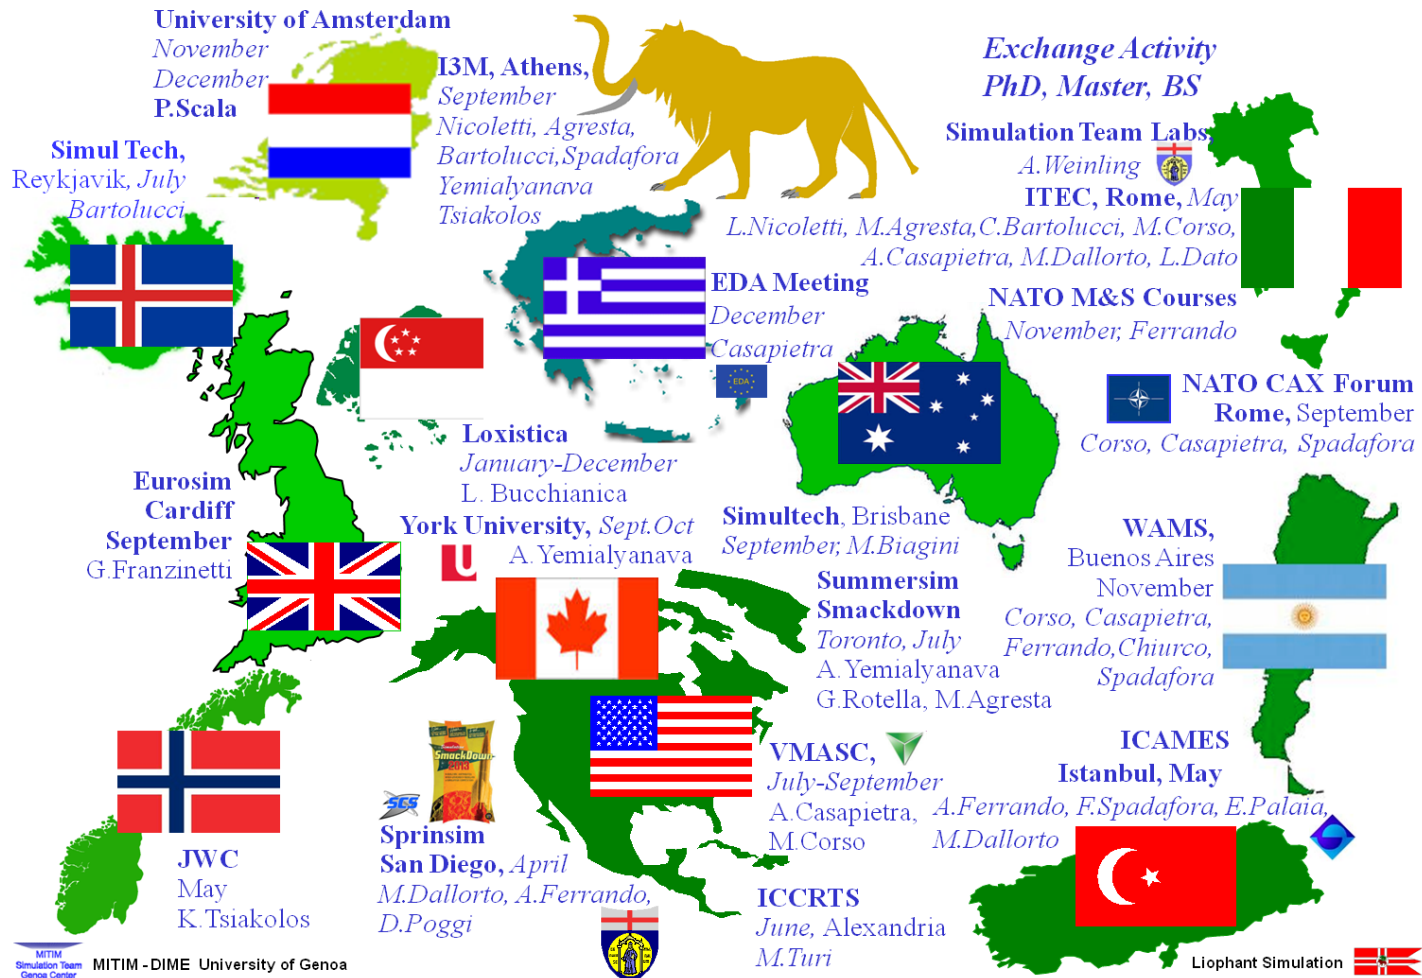 University of Amsterdam
November
December
P.Scala
I3M, Athens,
September
Nicoletti, Agresta,
Bartolucci,Spadafora
Yemialyanava
Tsiakolos
Exchange Activity
PhD, Master, BS
Simulation Team Labs,
A.Weinling
ITEC, Rome, May
L.Nicoletti, M.Agresta,C.Bartolucci, M.Corso,
A.Casapietra, M.Dallorto, L.Dato
Simul Tech,
Reykjavik, July
Bartolucci
EDA Meeting
December
Casapietra
EDA
NATO M&S Courses
November, Ferrando
NATO CAX Forum
Rome, September
Corso, Casapietra, Spadafora
Loxistica
January-December
L. Bucchianica
Eurosim
Cardiff
September
G.Franzinetti
York University, Sept.Oct
A.Yemialyanava
U
Simultech, Brisbane
September, M.Biagini
WAMS,
Buenos Aires
November
Corso, Casapietra,
Ferrando,Chiurco,
Spadafora
Summersim
Smackdown
Toronto, July
A.Yemialyanava
G.Rotella, M.Agresta
VMASC,
July-September
A.Casapietra,
M.Corso
ICAMES
Istanbul, May
A.Ferrando, F.Spadafora, E.Palaia,
M.Dallorto
SmackDown
2013
SCS
Sprinsim
San Diego, April
M.Dallorto, A.Ferrando,
D.Poggi
JWC
May
K.Tsiakolos
ICCRTS
June, Alexandria
M.Turi
MITIM
Simulation Team
Genoa Center
MITIM -DIME University of Genoa
Liophant Simulation